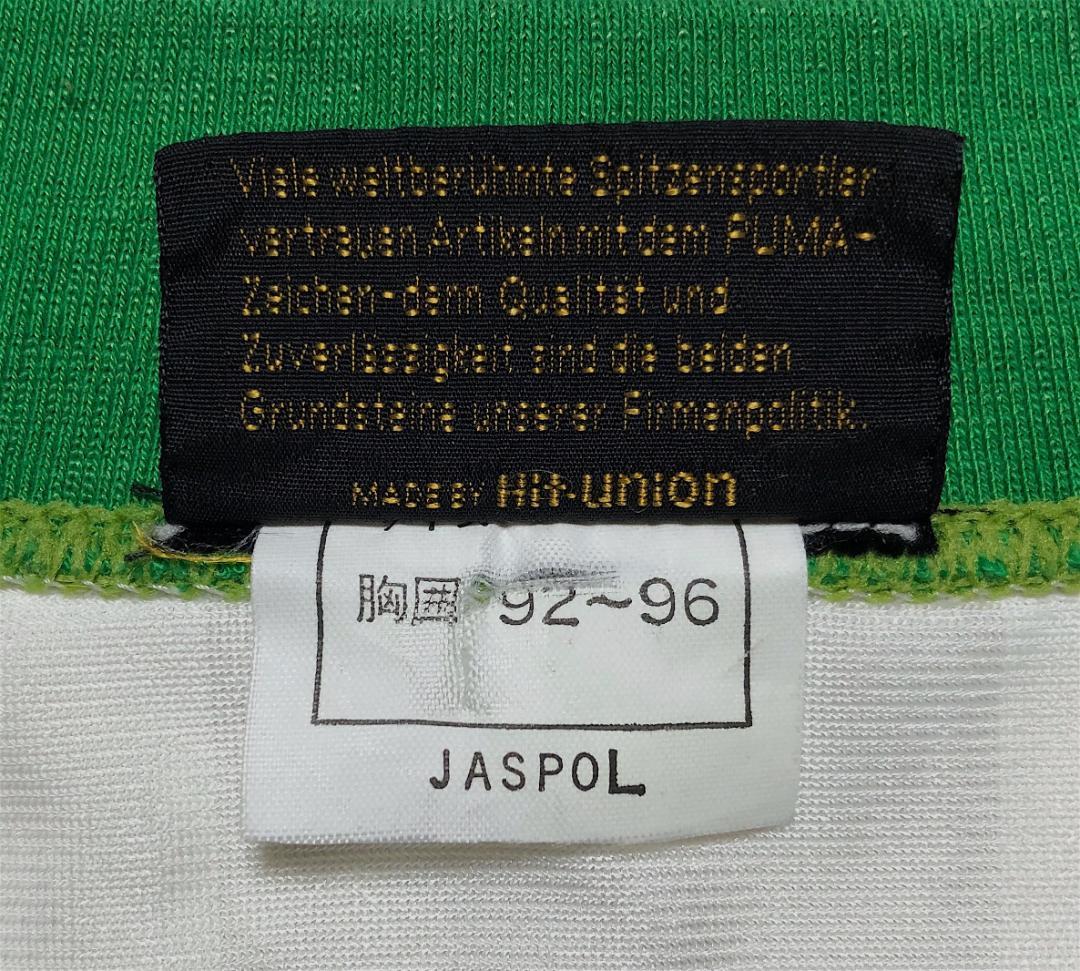 Viele weltberühmte Spitzensportler
vertrauen Artikeln mit dem PUMA-
Zeichen-denn Qualität und
Zuverlässigkeit sind die beiden
Grundsteine unserer Firmenpolitik.
MADE BY Hit-union
胸囲 92~96
JASPOL